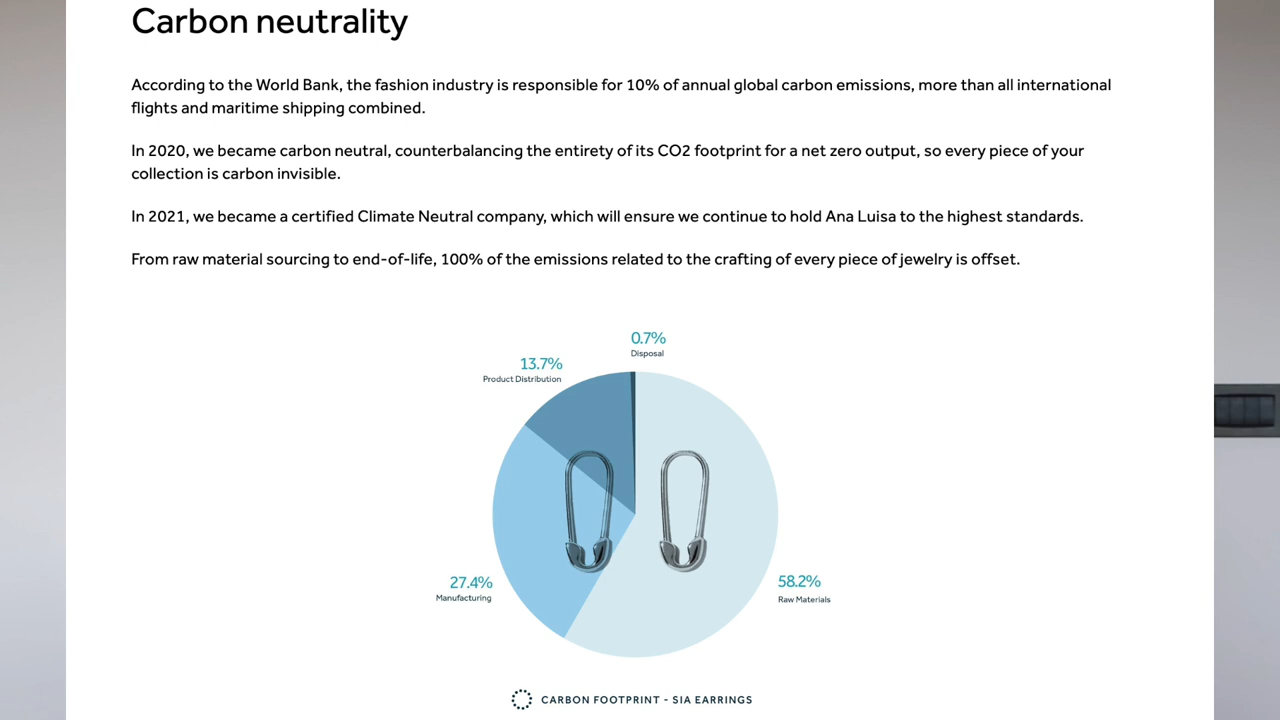 Carbon neutrality
According to the World Bank, the fashion industry is responsible for 10% of annual global carbon emissions, more than all international
flights and maritime shipping combined.
In 2020, we became carbon neutral, counterbalancing the entirety of its CO2 footprint for a net zero output, so every piece of your
collection is carbon invisible.
In 2021, we became a certified Climate Neutral company, which will ensure we continue to hold Ana Luisa to the highest standards.
From raw material sourcing to end-of-life, 100% of the emissions related to the crafting of every piece of jewelry is offset.
0.7%
Disposal
13.7%
Product Distribution
27.4%
Manufacturing
58.2%
Raw Materials
CARBON FOOTPRINT - SIA EARRINGS